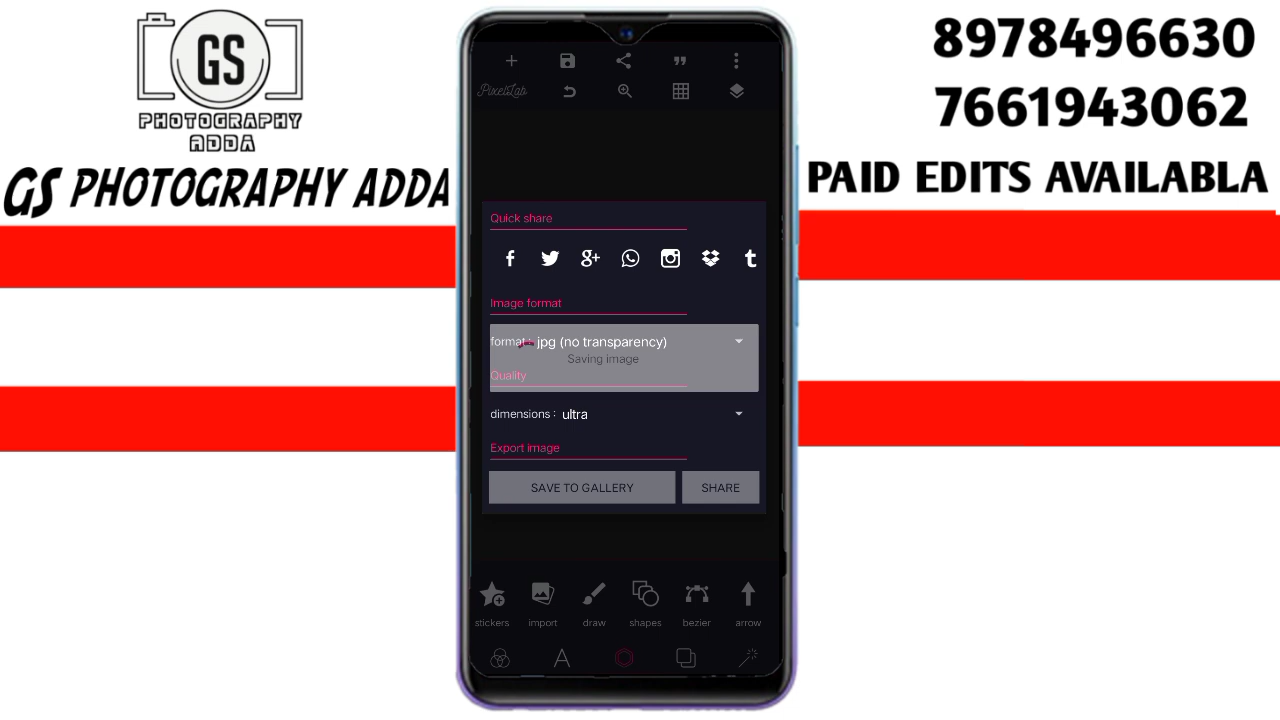 GS
PHOTOGRAPHY
ADDA
GS PHOTOGRAPHY ADDA
8978496630
7661943062
PAID EDITS AVAILABLA
PixelLab
Quick share
Image format
format : jpg (no transparency)
Saving image
Quality
dimensions : ultra
Export image
SAVE TO GALLERY SHARE
stickers import draw shapes bezier arrow